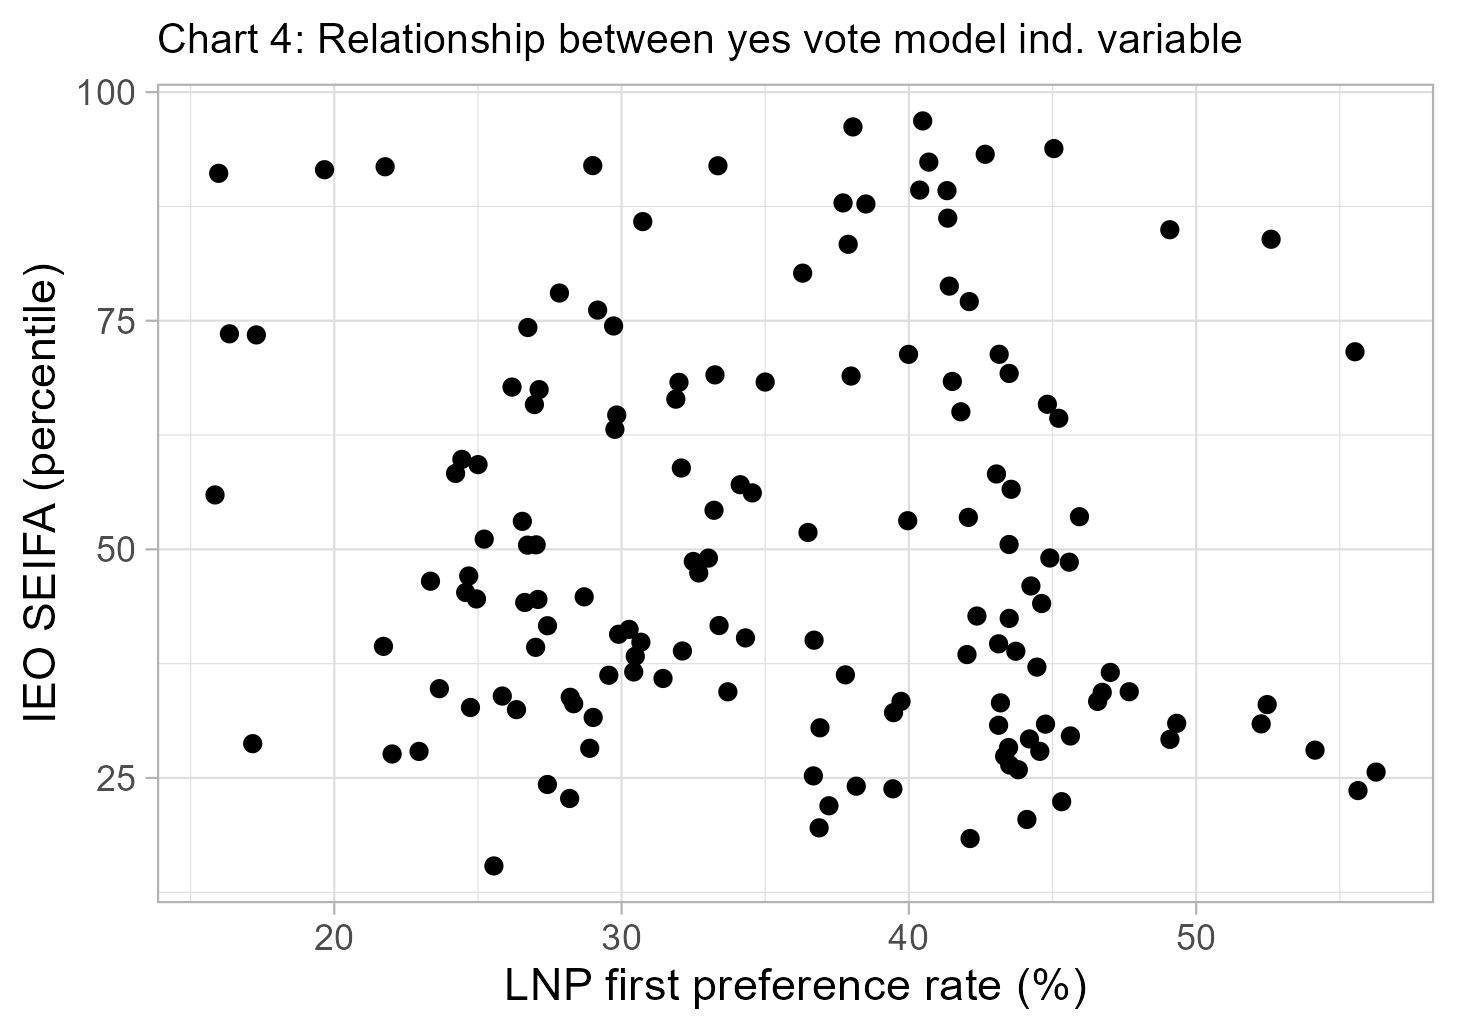 Chart 4: Relationship between yes vote model ind. variable
100
75
50
25
IEO SEIFA (percentile)
20 30 40 50
LNP first preference rate (%)